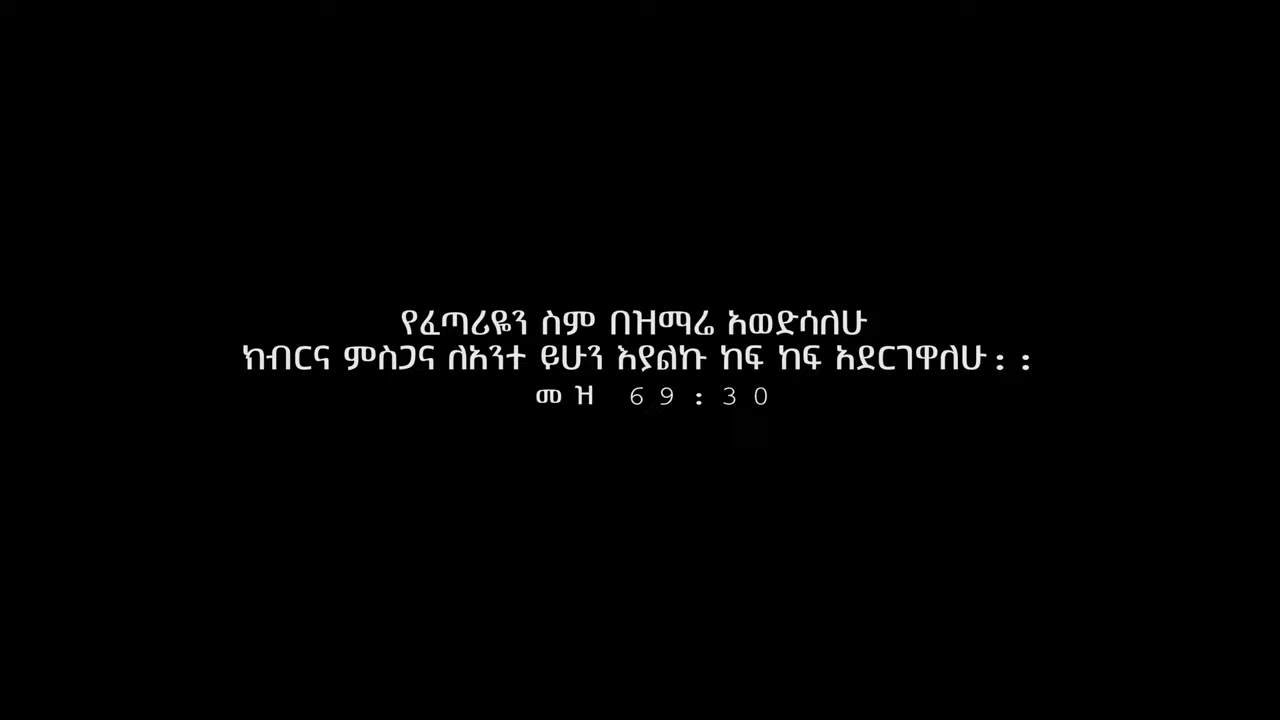 የፈጣሪዬን ስም በዝማሬ አወድሳለሁ
ክብርና ምስጋና ለአንተ ይሁን እያልኩ ከፍ ከፍ አደርገዋለሁ::
መዝ 69:30